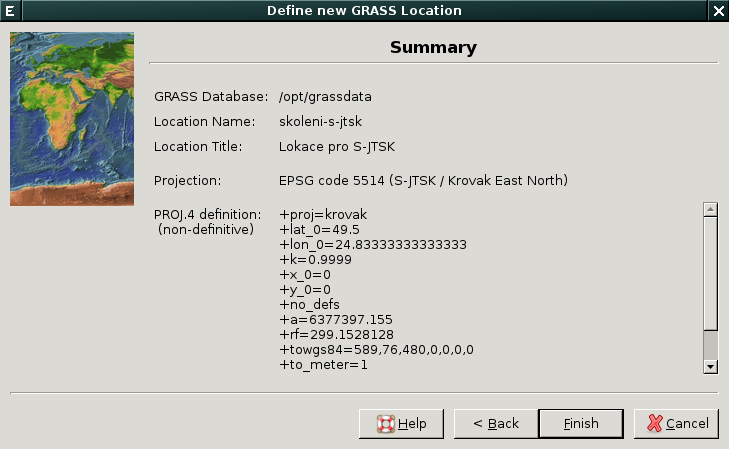 Define new GRASS Location
Summary
GRASS Database: /opt/grassdata
Location Name: skoleni-s-jtsk
Location Title: Lokace pro S-JTSK
Projection: EPSG code 5514 (S-JTSK / Krovak East North)
PROJ.4 definition: +proj=krovak
(non-definitive) +lat_0=49.5
+lon_0=24.83333333333333
+k=0.9999
+x_0=0
+y_0=0
+no_defs
+a=6377397.155
+rf=299.1528128
+towgs84=589,76,480,0,0,0,0
+to_meter=1
Help < Back Finish Cancel